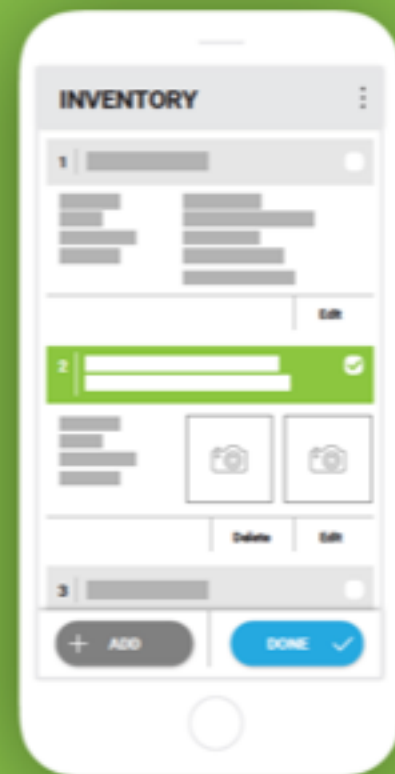 INVENTORY
1
Edit
2
Delete Edit
3
ADD DONE